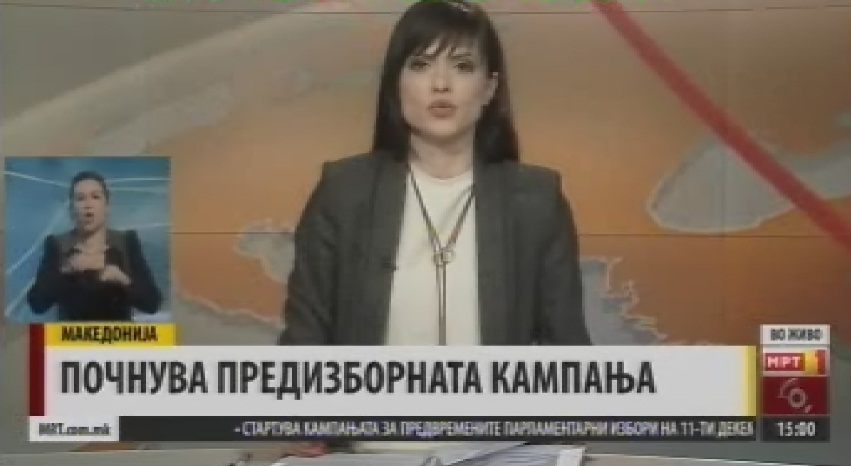 МАКЕДОНИЈА
ВО ЖИВО
ПОЧНУВА ПРЕДИЗБОРНАТА КАМПАЊА
МРТ 1
MRT.com.mk
- СТАРТУВА КАМПАЊАТА ЗА ПРЕДВРЕМЕНИТЕ ПАРЛАМЕНТАРНИ ИЗБОРИ НА 11-ТИ ДЕКЕМ
15:00